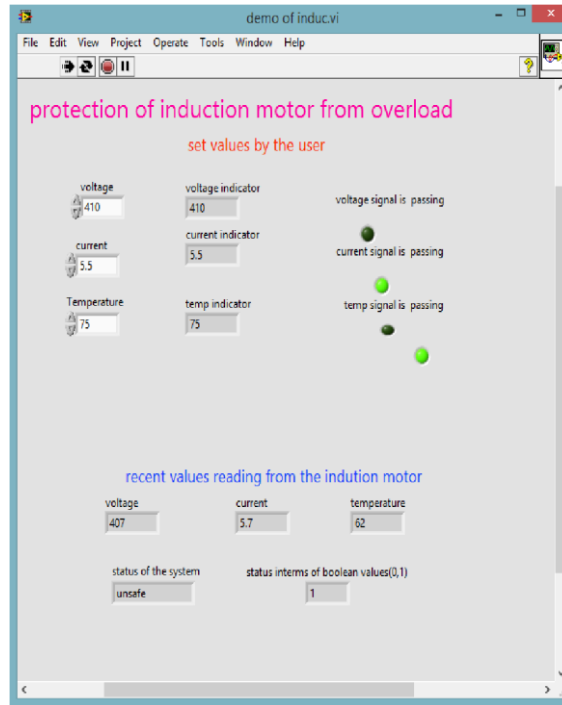 demo of induc.vi
File Edit View Project Operate Tools Window Help
protection of induction motor from overload
set values by the user
voltage voltage indicator voltage signal is passing
410 410
current current indicator current signal is passing
5.5 5.5
Temperature temp indicator temp signal is passing
75 75
recent values reading from the indution motor
voltage current temperature
407 5.7 62
status of the system status interms of boolean values(0,1)
unsafe 1